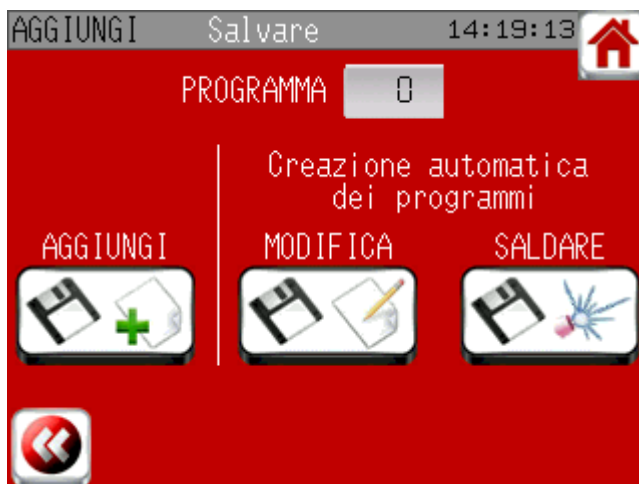 AGGIUNGI Salvare 14:19:13
PROGRAMMA 0
Creazione automatica
dei programmi
AGGIUNGI MODIFICA SALDARE